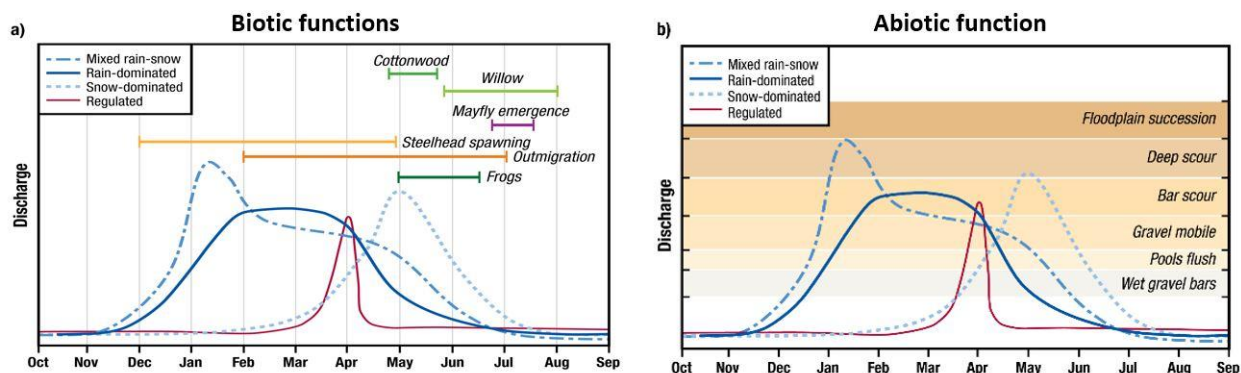 Biotic functions
a)
Mixed rain-snow
Rain-dominated
Snow-dominated
Regulated
Cottonwood
Willow
Mayfly emergence
Steelhead spawning
Outmigration
Frogs
Discharge
Oct Nov Dec Jan Feb Mar Apr May Jun Jul Aug Sep
Abiotic function
b)
Mixed rain-snow
Rain-dominated
Snow-dominated
Regulated
Floodplain succession
Deep scour
Bar scour
Gravel mobile
Pools flush
Wet gravel bars
Discharge
Oct Nov Dec Jan Feb Mar Apr May Jun Jul Aug Sep